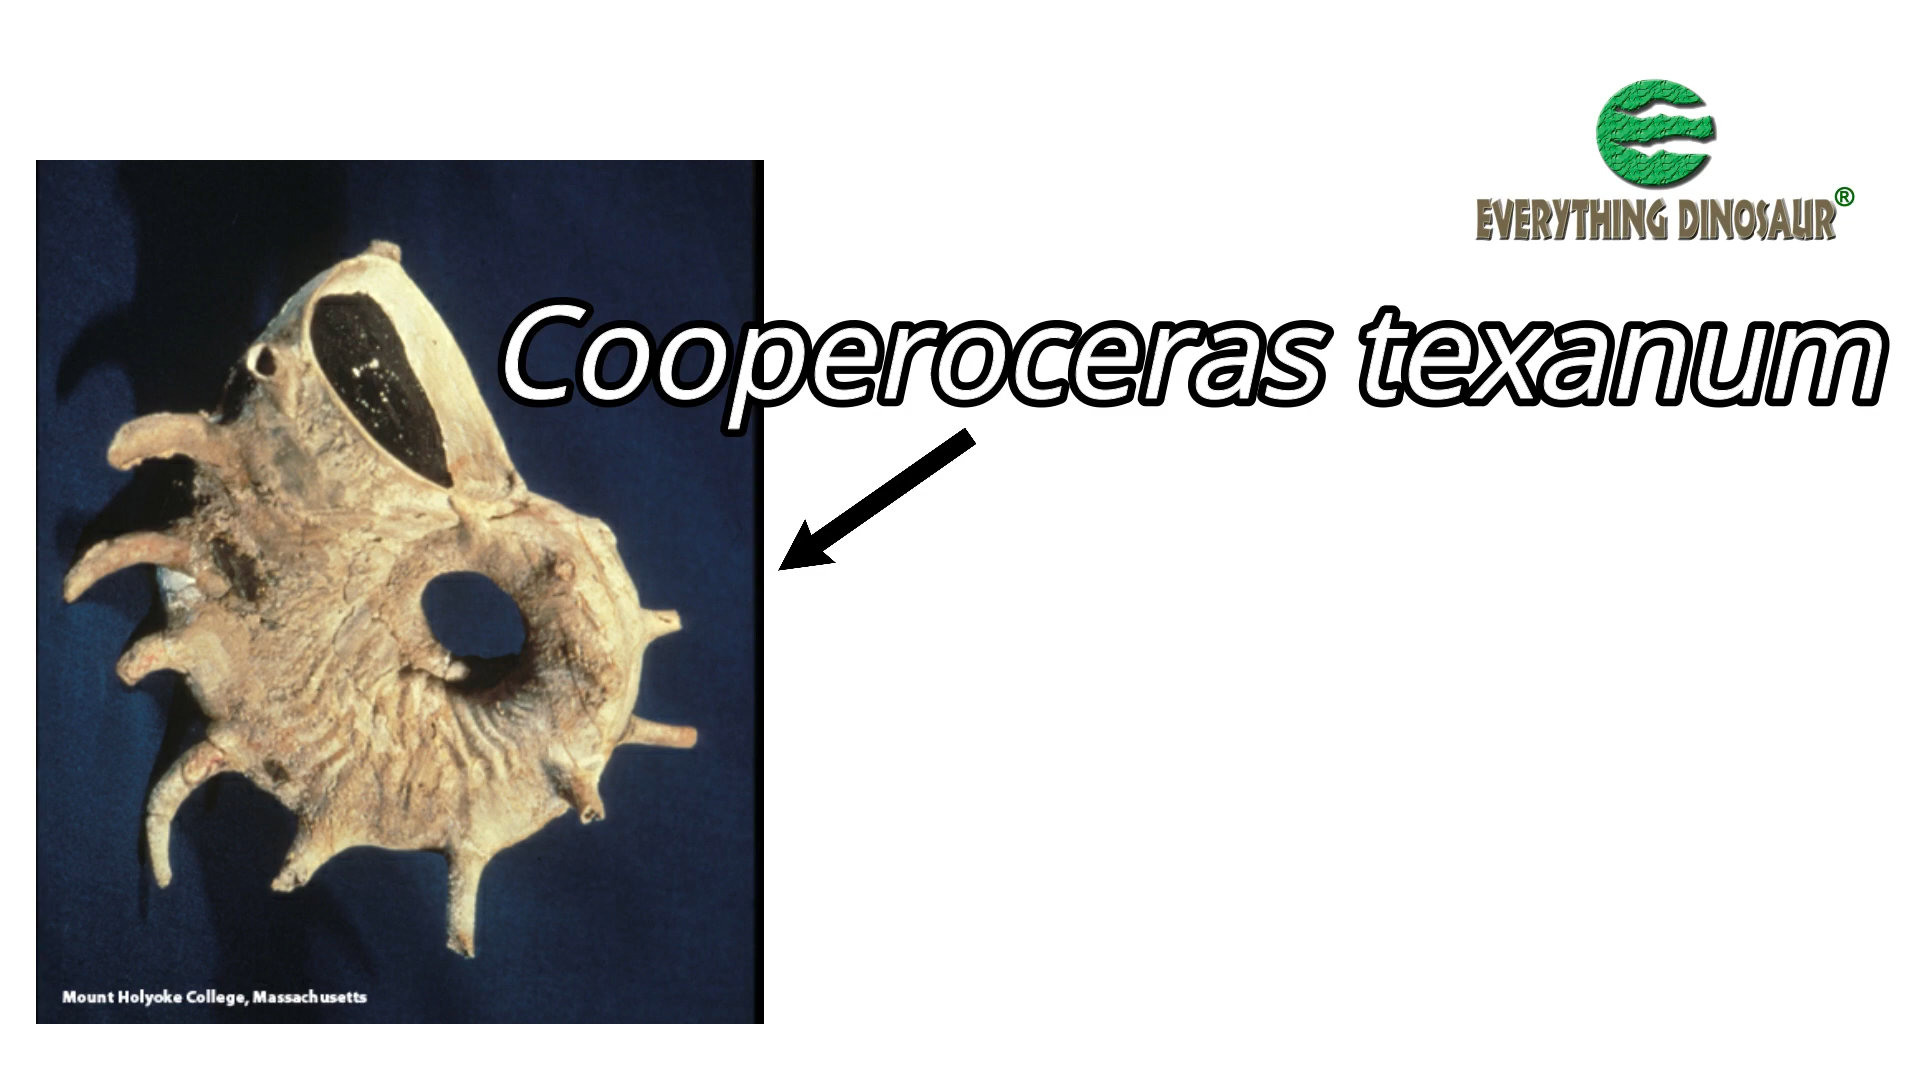 EVERYTHING DINOSAUR®
Cooperoceras texanum
Mount Holyoke College, Massachusetts